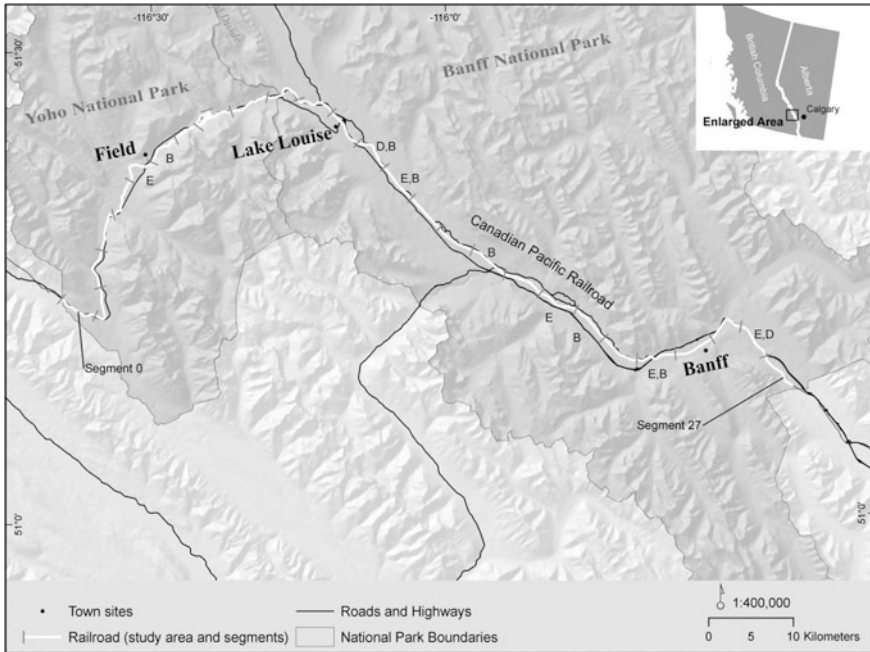 -116°30'
-116°0'
51°30'
Divide
Banff National Park
Yoho National Park
British Columbia
Alberta
Calgary
Enlarged Area
Field
B
E
Lake Louise
D,B
E,B
B
Canadian Pacific Railroad
E
B
E,B
Banff
E,D
Segment 0
Segment 27
51°0'
51°0'
Town sites
Roads and Highways
1:400,000
Railroad (study area and segments)
National Park Boundaries
0 5 10 Kilometers